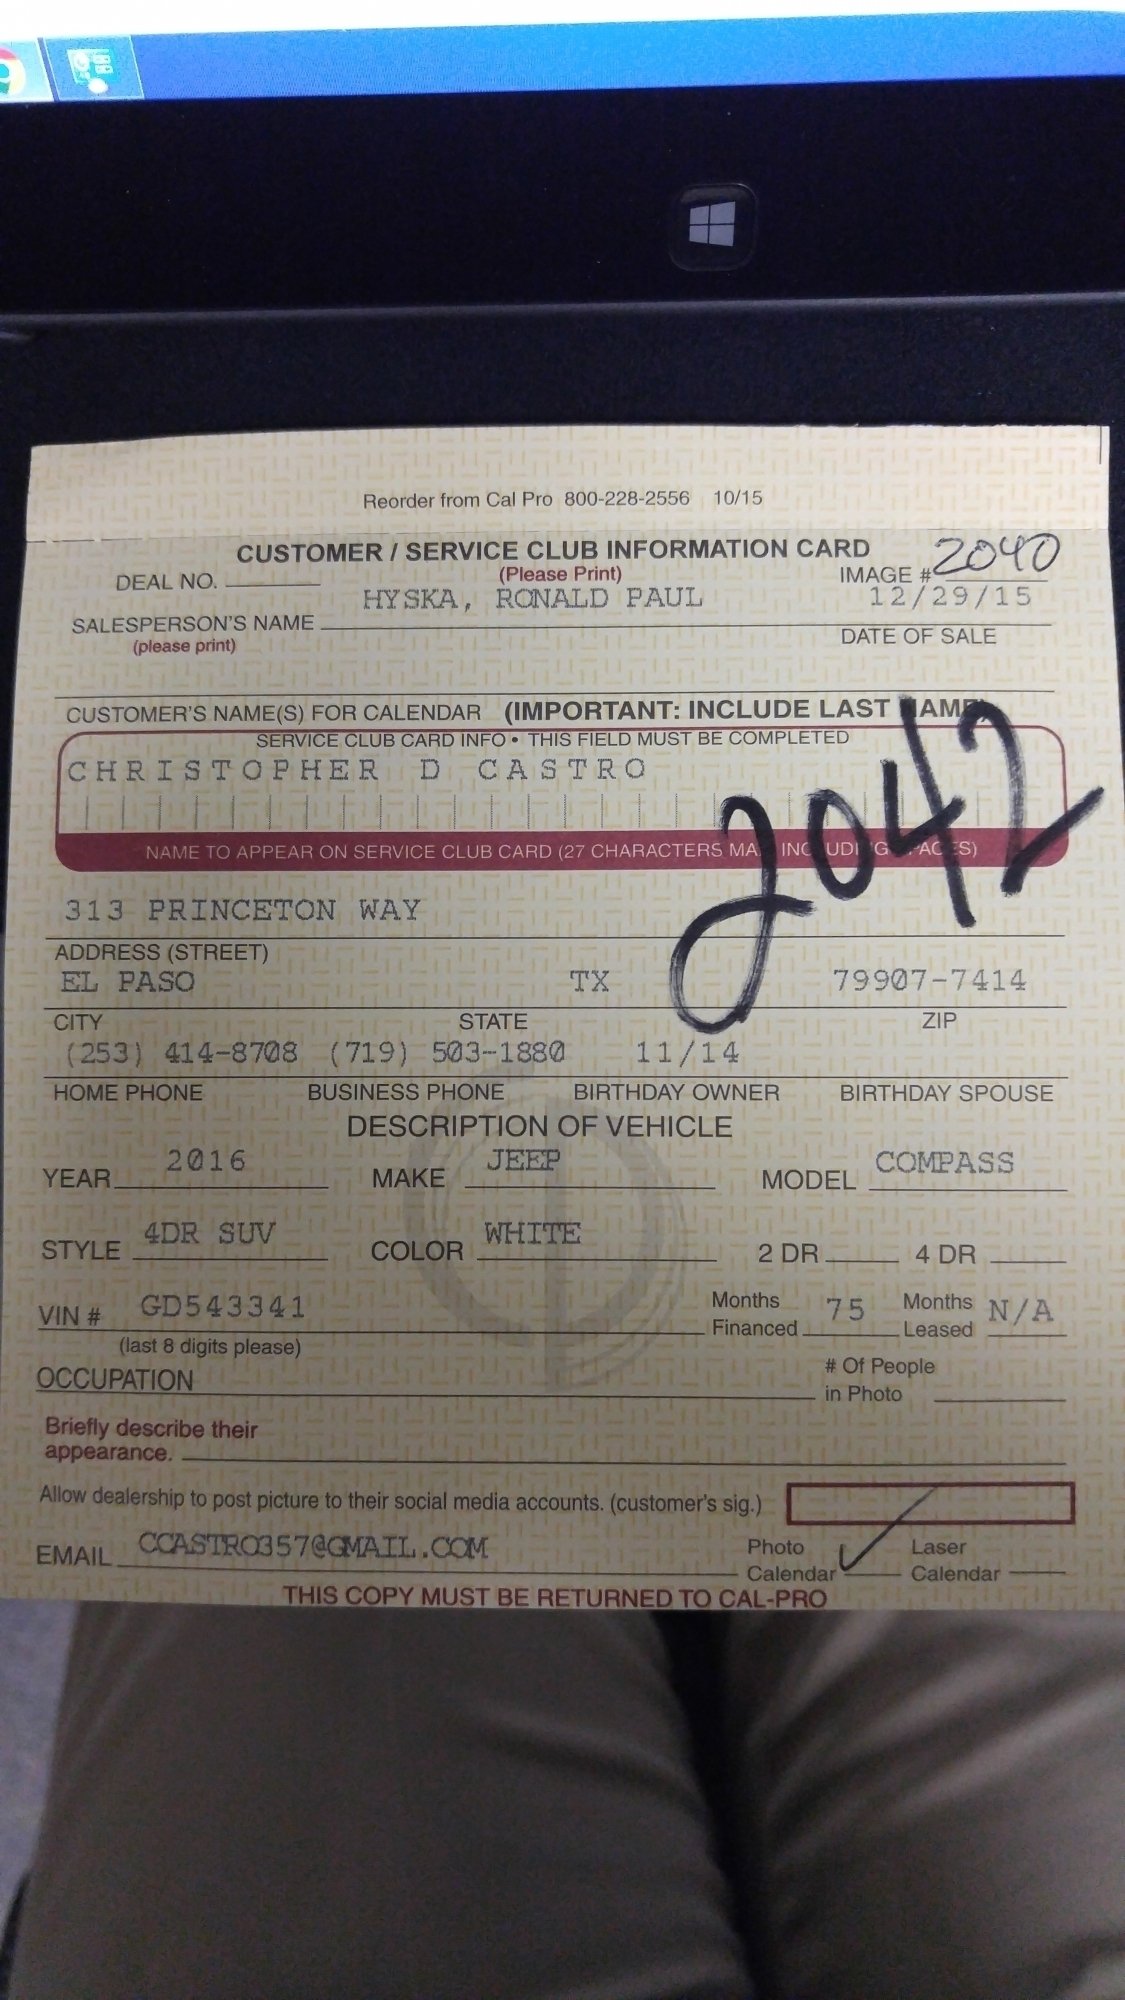 Reorder from Cal Pro 800-228-2556 10/15
CUSTOMER / SERVICE CLUB INFORMATION CARD
(Please Print)
DEAL NO.
IMAGE # 2040
HYSKA, RONALD PAUL 12/29/15
SALESPERSON'S NAME
(please print)
DATE OF SALE
CUSTOMER'S NAME(S) FOR CALENDAR (IMPORTANT: INCLUDE LAST NAME)
SERVICE CLUB CARD INFO • THIS FIELD MUST BE COMPLETED
CHRISTOPHER D CASTRO
2042
NAME TO APPEAR ON SERVICE CLUB CARD (27 CHARACTERS MAX INCLUDING SPACES)
313 PRINCETON WAY
ADDRESS (STREET)
EL PASO TX 79907-7414
CITY STATE ZIP
(253) 414-8708 (719) 503-1880 11/14
HOME PHONE BUSINESS PHONE BIRTHDAY OWNER BIRTHDAY SPOUSE
DESCRIPTION OF VEHICLE
YEAR 2016 MAKE JEEP MODEL COMPASS
STYLE 4DR SUV COLOR WHITE 2 DR 4 DR
VIN # GD543341 Months Financed 75 Months Leased N/A
(last 8 digits please)
OCCUPATION # Of People in Photo
Briefly describe their
appearance.
Allow dealership to post picture to their social media accounts. (customer's sig.)
EMAIL CCASTRO357@GMAIL.COM Photo Calendar Laser Calendar
THIS COPY MUST BE RETURNED TO CAL-PRO